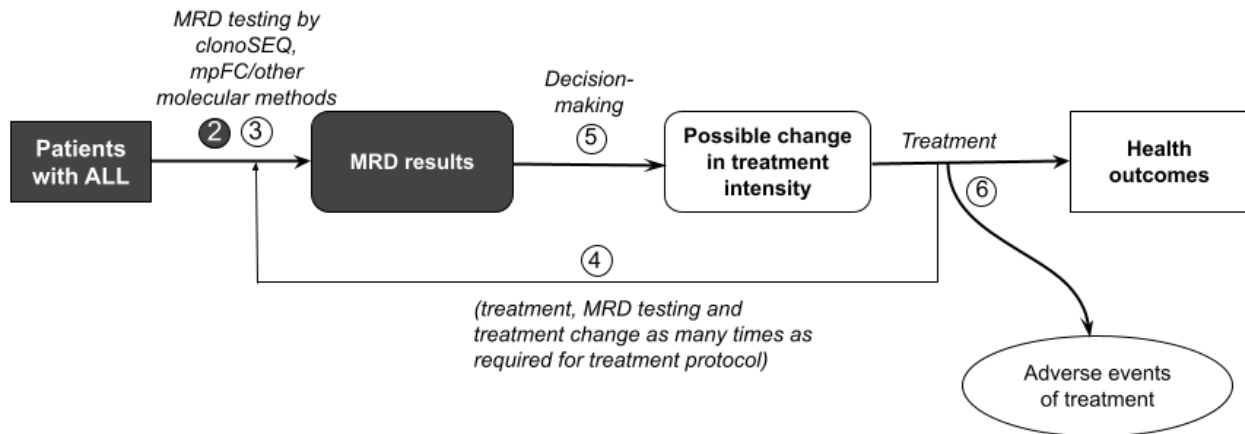 MRD testing by
clonoSEQ,
mpFC/other
molecular methods
2 3
Patients
with ALL
MRD results
Decision-
making
5
Possible change
in treatment
intensity
Treatment
6
Health
outcomes
4
(treatment, MRD testing and
treatment change as many times as
required for treatment protocol)
Adverse events
of treatment